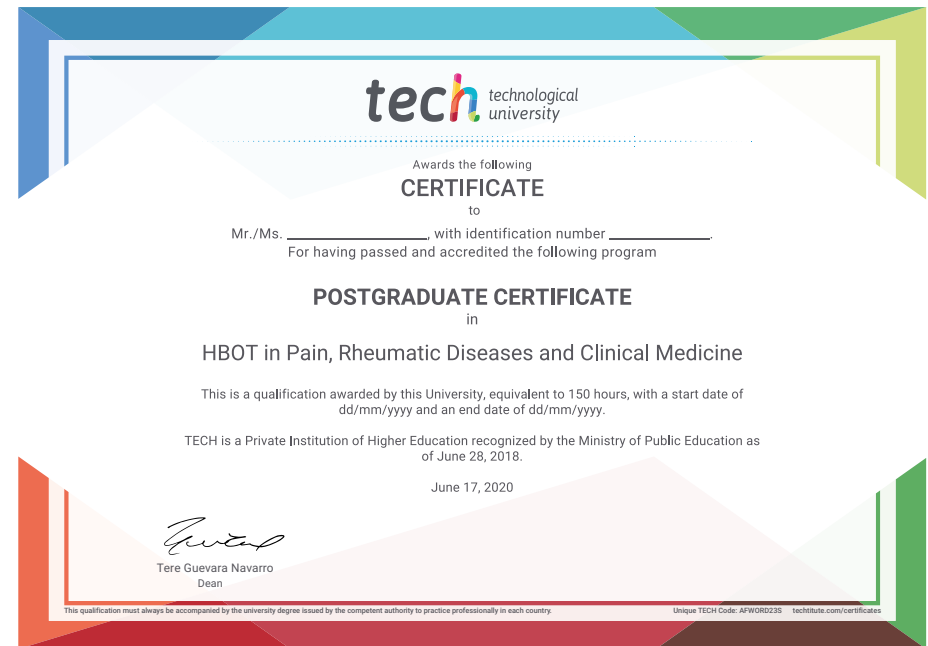 tech technological
university
Awards the following
CERTIFICATE
to
Mr./Ms. ____________________, with identification number ______________.
For having passed and accredited the following program
POSTGRADUATE CERTIFICATE
in
HBOT in Pain, Rheumatic Diseases and Clinical Medicine
This is a qualification awarded by this University, equivalent to 150 hours, with a start date of
dd/mm/yyyy and an end date of dd/mm/yyyy.
TECH is a Private Institution of Higher Education recognized by the Ministry of Public Education as
of June 28, 2018.
June 17, 2020
Tere Guevara Navarro
Dean
This qualification must always be accompanied by the university degree issued by the competent authority to practice professionally in each country.
Unique TECH Code: AFWORD23S techtitute.com/certificates